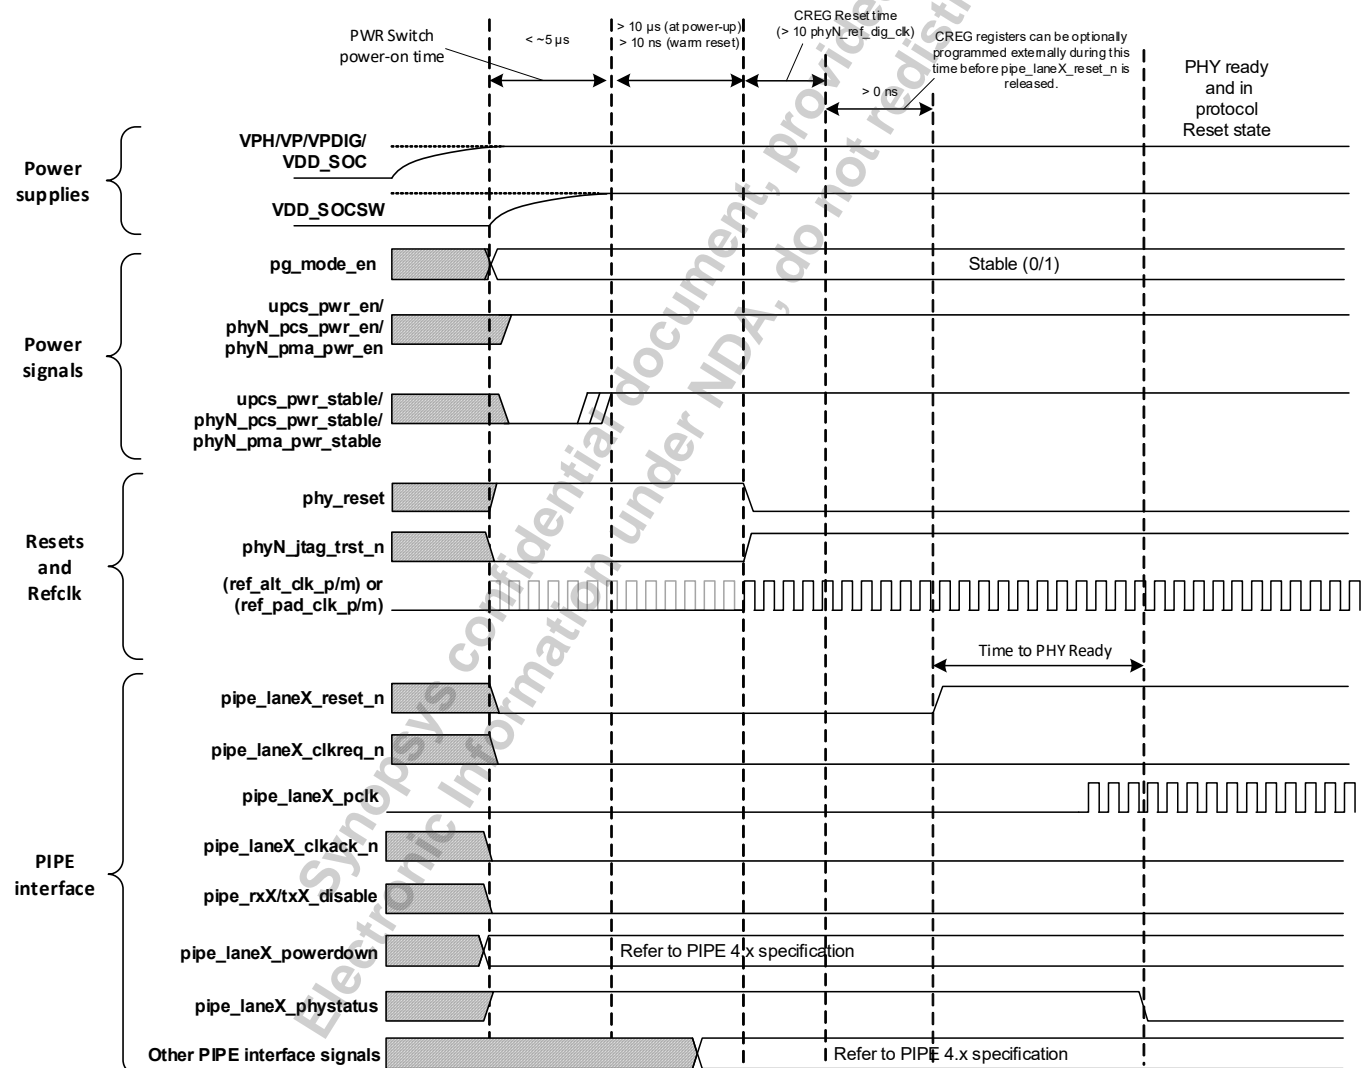 PWR Switch
power-on time
< ~5 µs
> 10 µs (at power-up)
> 10 ns (warm reset)
CREG Reset time
(> 10 phyN_ref_dig_clk)
CREG registers can be optionally
programmed externally during this
time before pipe_laneX_reset_n is
released.
> 0 ns
PHY ready
and in
protocol
Reset state
Power
supplies
VPH/VP/VPDIG/
VDD_SOC
VDD_SOCSW
Power
signals
pg_mode_en
Stable (0/1)
upcs_pwr_en/
phyN_pcs_pwr_en/
phyN_pma_pwr_en
upcs_pwr_stable/
phyN_pcs_pwr_stable/
phyN_pma_pwr_stable
Resets
and
Refclk
phy_reset
phyN_jtag_trst_n
(ref_alt_clk_p/m) or
(ref_pad_clk_p/m)
Time to PHY Ready
PIPE
interface
pipe_laneX_reset_n
pipe_laneX_clkreq_n
pipe_laneX_pclk
pipe_laneX_clkack_n
pipe_rxX/txX_disable
pipe_laneX_powerdown
Refer to PIPE 4.x specification
pipe_laneX_phystatus
Other PIPE interface signals
Refer to PIPE 4.x specification
Synopsys confidential document, provide
Electronic Information under NDA, do not redist